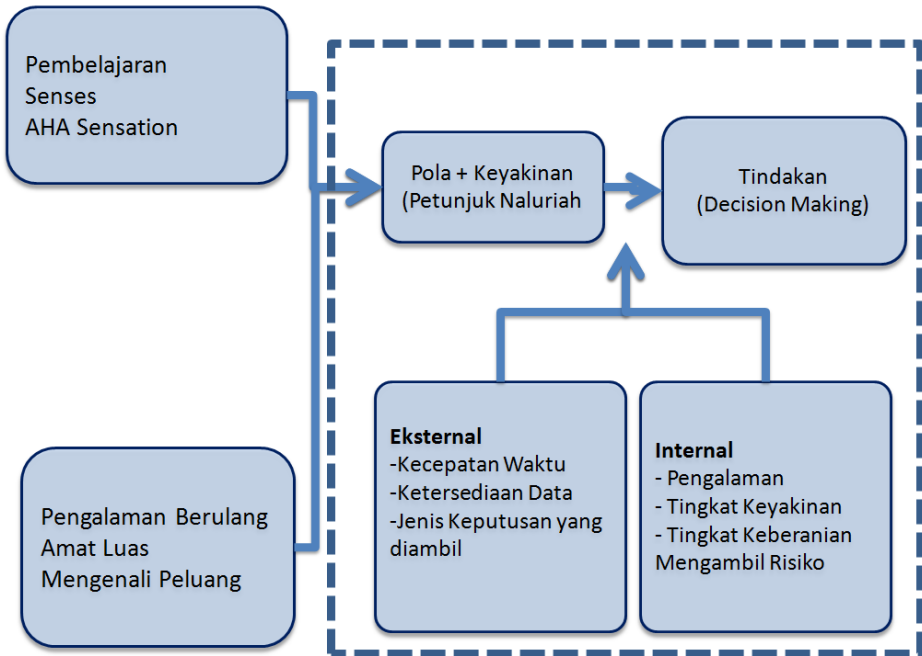 Pembelajaran
Senses
AHA Sensation
Pola + Keyakinan
(Petunjuk Naluriah
Tindakan
(Decision Making)
Pengalaman Berulang
Amat Luas
Mengenali Peluang
Eksternal
-Kecepatan Waktu
-Ketersediaan Data
-Jenis Keputusan yang
diambil
Internal
- Pengalaman
- Tingkat Keyakinan
- Tingkat Keberanian
Mengambil Risiko